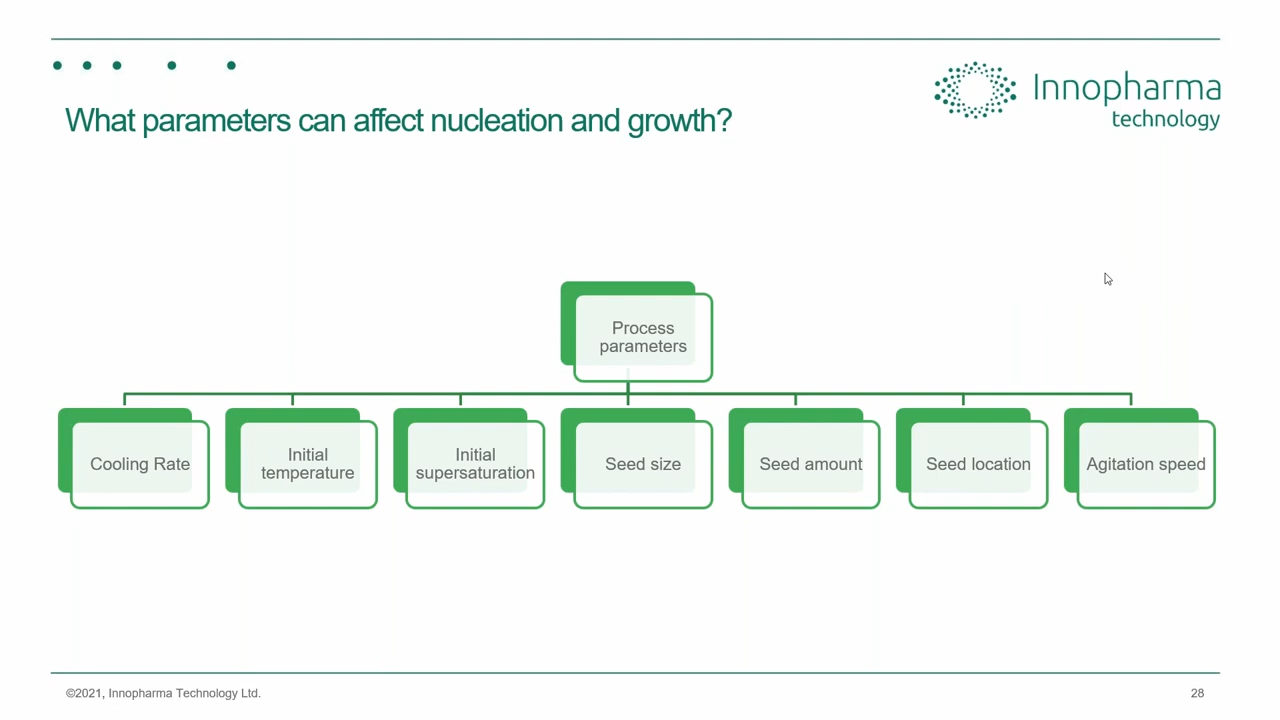 Innopharma
technology
What parameters can affect nucleation and growth?
Process
parameters
Cooling Rate
Initial
temperature
Initial
supersaturation
Seed size
Seed amount
Seed location
Agitation speed
©2021, Innopharma Technology Ltd.
28